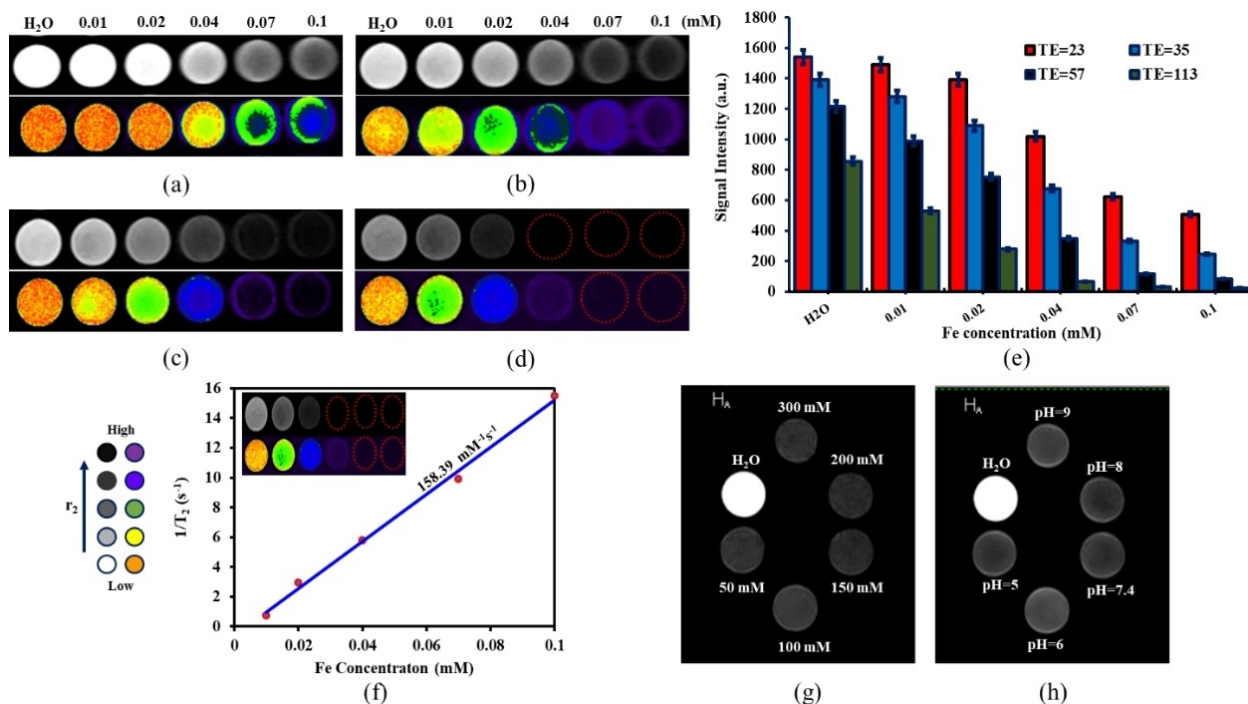 H₂O 0.01 0.02 0.04 0.07 0.1
H₂O 0.01 0.02 0.04 0.07 0.1 (mM)
(a)
(b)
(c)
(d)
1800
1600
1400
1200
1000
800
600
400
200
0
Signal Intensity (a.u.)
TE=23 TE=35
TE=57 TE=113
H2O 0.01 0.02 0.04 0.07 0.1
Fe concentration (mM)
(e)
High
r₂
Low
16
14
12
10
8
6
4
2
0
1/T₂ (s⁻¹)
158.39 mM⁻¹s⁻¹
0 0.02 0.04 0.06 0.08 0.1
Fe Concentraton (mM)
(f)
HA
300 mM
H₂O
200 mM
50 mM
150 mM
100 mM
(g)
HA
pH=9
H₂O
pH=8
pH=5
pH=7.4
pH=6
(h)